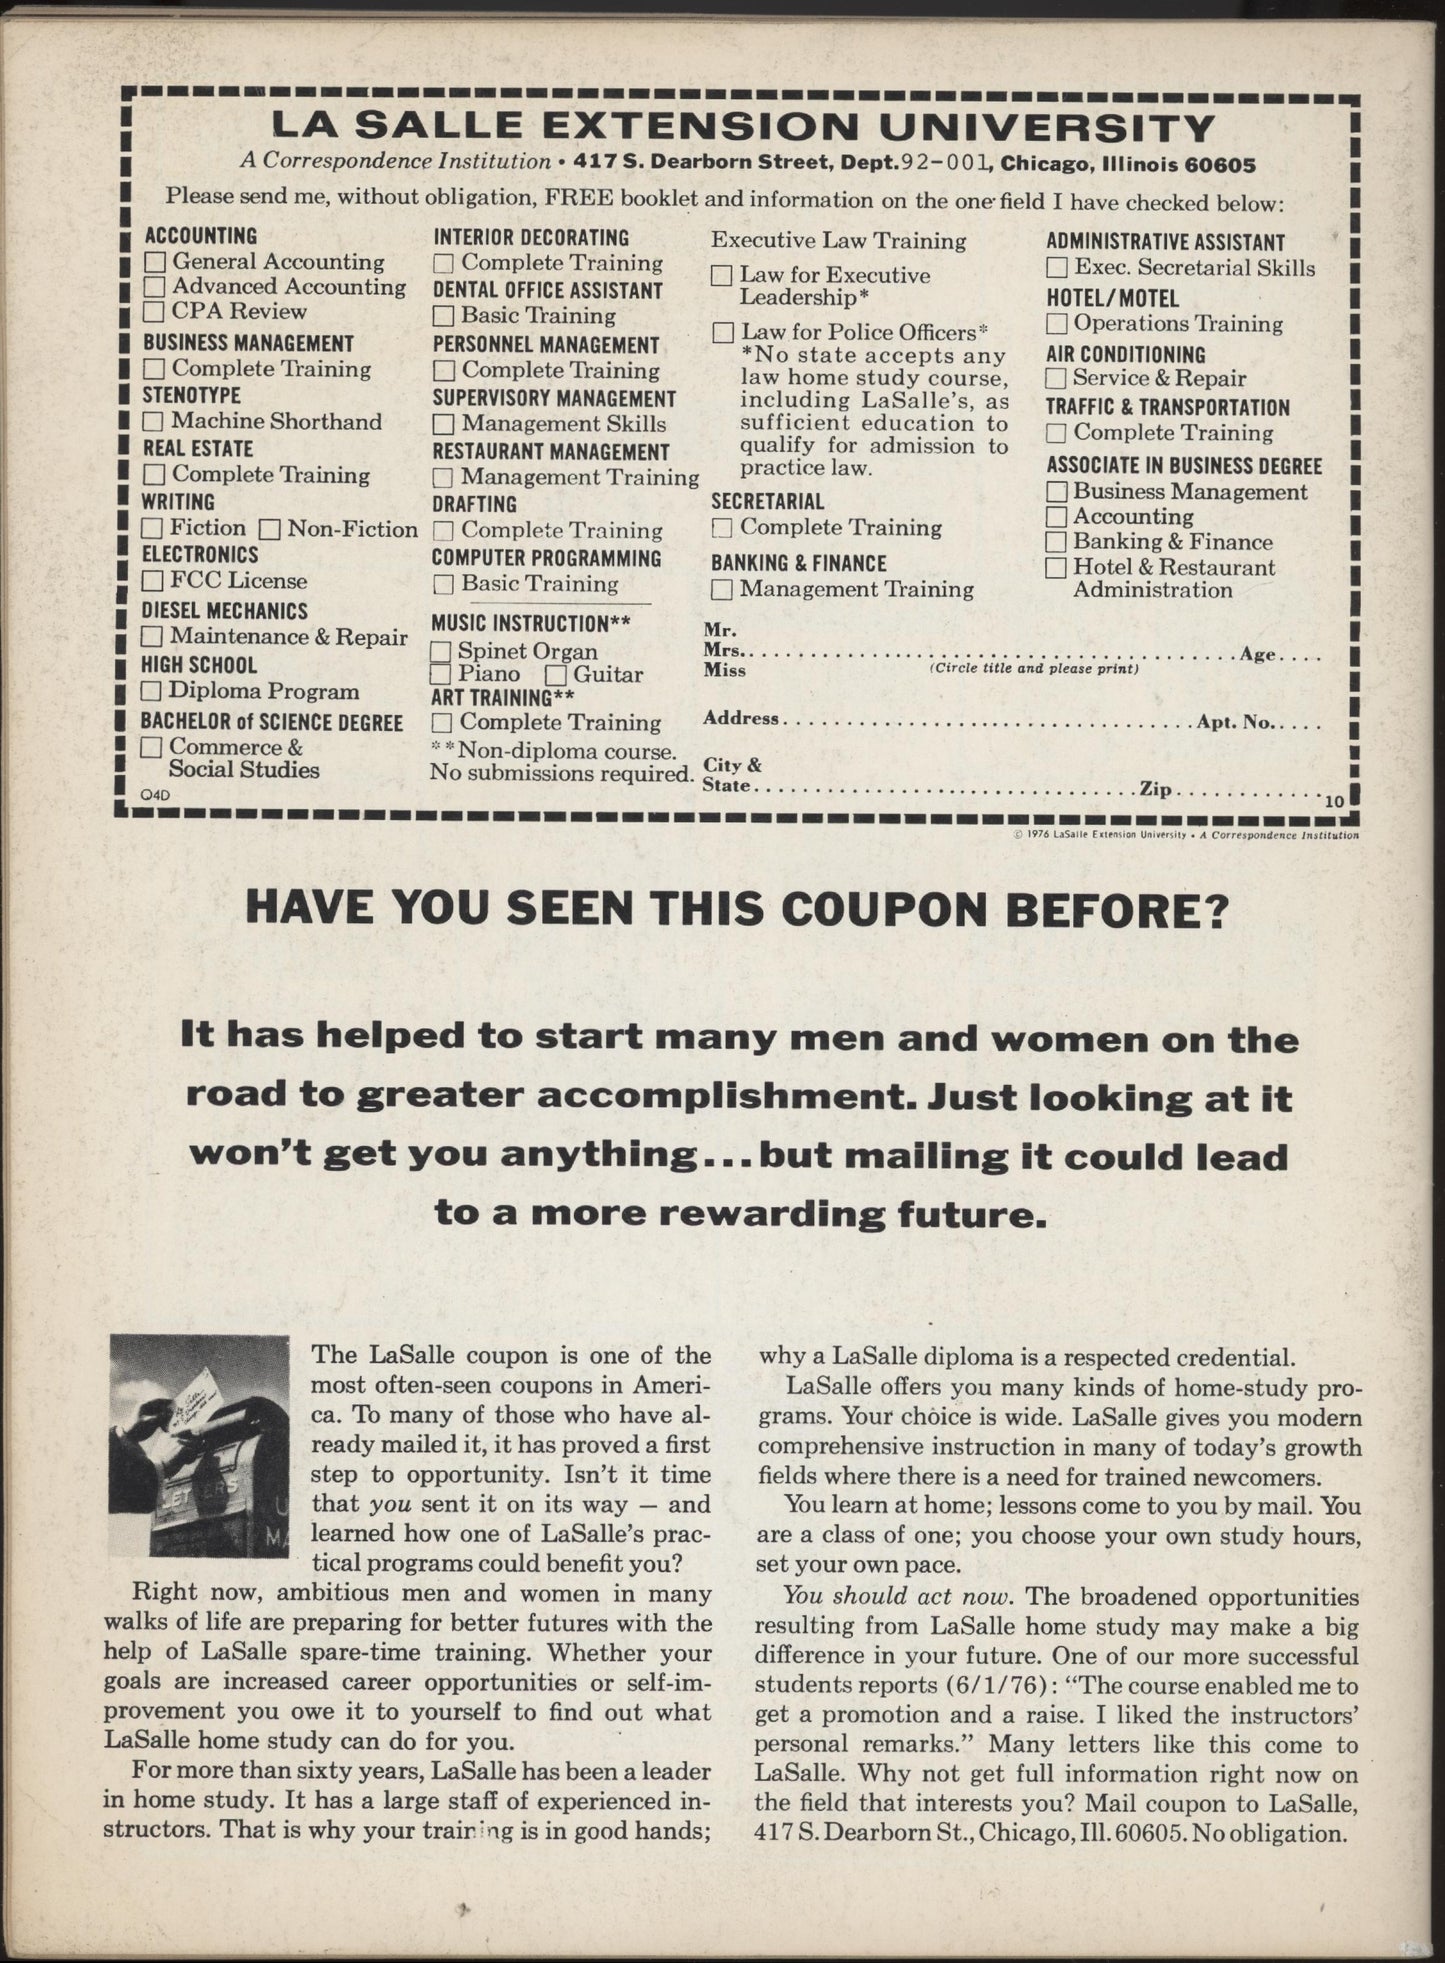 LA SALLE EXTENSION UNIVERSITY
A Correspondence Institution • 417 S. Dearborn Street, Dept.92-001, Chicago, Illinois 60605
Please send me, without obligation, FREE booklet and information on the one field I have checked below:
ACCOUNTING
General Accounting
Advanced Accounting
CPA Review
BUSINESS MANAGEMENT
Complete Training
STENOTYPE
Machine Shorthand
REAL ESTATE
Complete Training
WRITING
Fiction Non-Fiction
ELECTRONICS
FCC License
DIESEL MECHANICS
Maintenance & Repair
HIGH SCHOOL
Diploma Program
BACHELOR of SCIENCE DEGREE
Commerce &
Social Studies
O4D
INTERIOR DECORATING
Complete Training
DENTAL OFFICE ASSISTANT
Basic Training
PERSONNEL MANAGEMENT
Complete Training
SUPERVISORY MANAGEMENT
Management Skills
RESTAURANT MANAGEMENT
Management Training
DRAFTING
Complete Training
COMPUTER PROGRAMMING
Basic Training
MUSIC INSTRUCTION**
Spinet Organ
Piano Guitar
ART TRAINING**
Complete Training
**Non-diploma course.
No submissions required.
Executive Law Training
Law for Executive
Leadership*
Law for Police Officers*
*No state accepts any
law home study course,
including LaSalle's, as
sufficient education to
qualify for admission to
practice law.
SECRETARIAL
Complete Training
BANKING & FINANCE
Management Training
ADMINISTRATIVE ASSISTANT
Exec. Secretarial Skills
HOTEL/MOTEL
Operations Training
AIR CONDITIONING
Service & Repair
TRAFFIC & TRANSPORTATION
Complete Training
ASSOCIATE IN BUSINESS DEGREE
Business Management
Accounting
Banking & Finance
Hotel & Restaurant
Administration
Mr.
Mrs. Age
Miss (Circle title and please print)
Address Apt. No.
City &
State Zip 10
© 1976 LaSalle Extension University • A Correspondence Institution
HAVE YOU SEEN THIS COUPON BEFORE?
It has helped to start many men and women on the
road to greater accomplishment. Just looking at it
won't get you anything...but mailing it could lead
to a more rewarding future.
LETTERS
U
MA
The LaSalle coupon is one of the
most often-seen coupons in Ameri-
ca. To many of those who have al-
ready mailed it, it has proved a first
step to opportunity. Isn't it time
that you sent it on its way — and
learned how one of LaSalle's prac-
tical programs could benefit you?
Right now, ambitious men and women in many
walks of life are preparing for better futures with the
help of LaSalle spare-time training. Whether your
goals are increased career opportunities or self-im-
provement you owe it to yourself to find out what
LaSalle home study can do for you.
For more than sixty years, LaSalle has been a leader
in home study. It has a large staff of experienced in-
structors. That is why your training is in good hands;
why a LaSalle diploma is a respected credential.
LaSalle offers you many kinds of home-study pro-
grams. Your choice is wide. LaSalle gives you modern
comprehensive instruction in many of today's growth
fields where there is a need for trained newcomers.
You learn at home; lessons come to you by mail. You
are a class of one; you choose your own study hours,
set your own pace.
You should act now. The broadened opportunities
resulting from LaSalle home study may make a big
difference in your future. One of our more successful
students reports (6/1/76): "The course enabled me to
get a promotion and a raise. I liked the instructors'
personal remarks." Many letters like this come to
LaSalle. Why not get full information right now on
the field that interests you? Mail coupon to LaSalle,
417 S. Dearborn St., Chicago, Ill. 60605. No obligation.